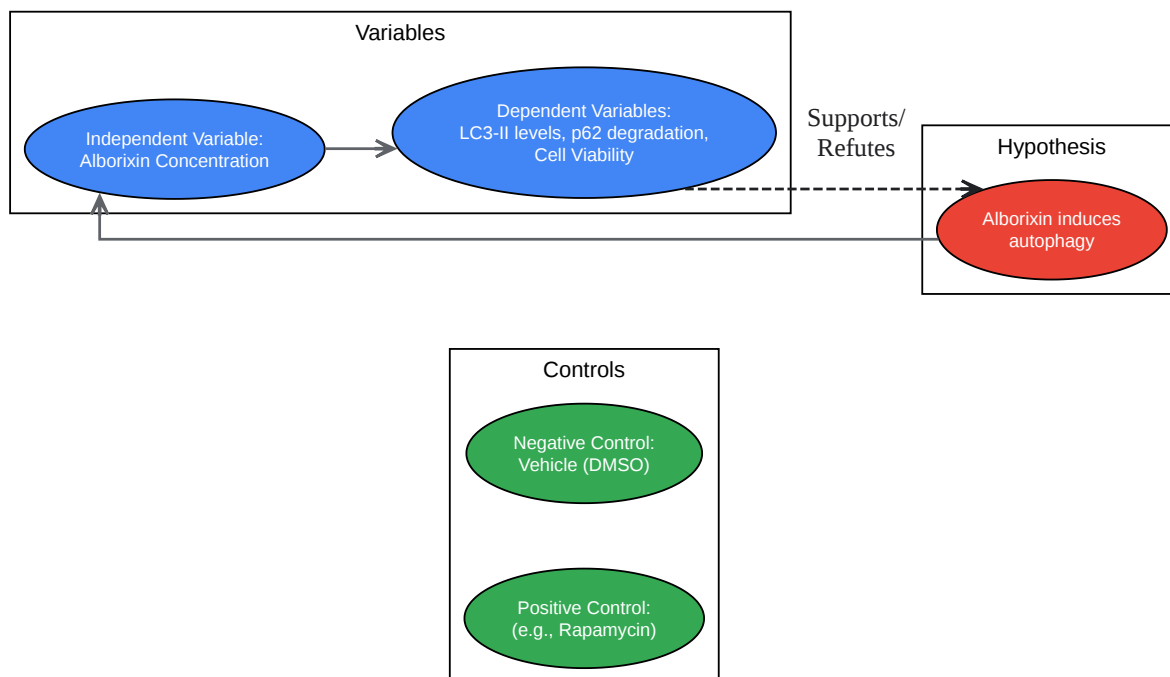 Variables
Independent Variable:
Alborixin Concentration
Dependent Variables:
LC3-II levels, p62 degradation,
Cell Viability
Supports/
Refutes
Hypothesis
Alborixin induces
autophagy
Controls
Negative Control:
Vehicle (DMSO)
Positive Control:
(e.g., Rapamycin)